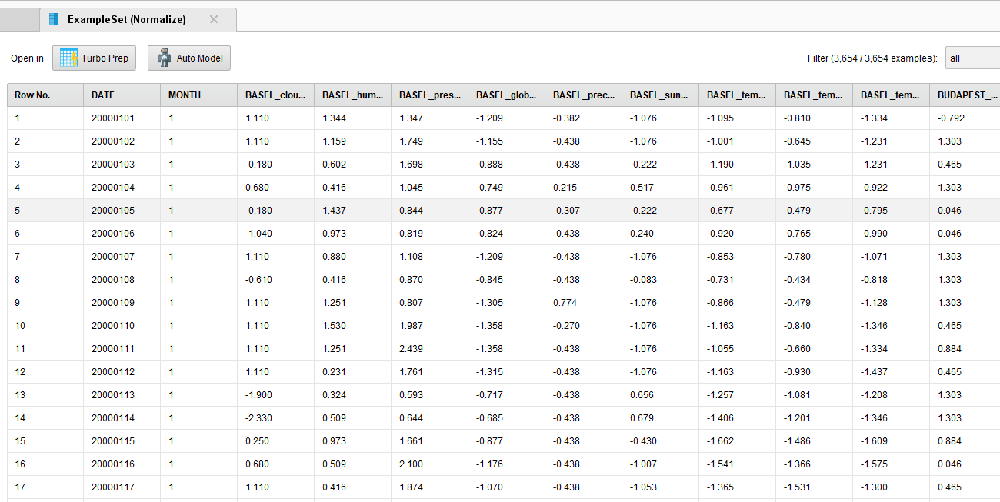 ExampleSet (Normalize)
Open in Turbo Prep Auto Model Filter (3,654 / 3,654 examples): all
Row No. DATE MONTH BASEL_clou... BASEL_hum... BASEL_pres... BASEL_glob... BASEL_prec... BASEL_sun... BASEL_tem... BASEL_tem... BASEL_tem... BUDAPEST_...
1 20000101 1 1.110 1.344 1.347 -1.209 -0.382 -1.076 -1.095 -0.810 -1.334 -0.792
2 20000102 1 1.110 1.159 1.749 -1.155 -0.438 -1.076 -1.001 -0.645 -1.231 1.303
3 20000103 1 -0.180 0.602 1.698 -0.888 -0.438 -0.222 -1.190 -1.035 -1.231 0.465
4 20000104 1 0.680 0.416 1.045 -0.749 0.215 0.517 -0.961 -0.975 -0.922 1.303
5 20000105 1 -0.180 1.437 0.844 -0.877 -0.307 -0.222 -0.677 -0.479 -0.795 0.046
6 20000106 1 -1.040 0.973 0.819 -0.824 -0.438 0.240 -0.920 -0.765 -0.990 0.046
7 20000107 1 1.110 0.880 1.108 -1.209 -0.438 -1.076 -0.853 -0.780 -1.071 1.303
8 20000108 1 -0.610 0.416 0.870 -0.845 -0.438 -0.083 -0.731 -0.434 -0.818 1.303
9 20000109 1 1.110 1.251 0.807 -1.305 0.774 -1.076 -0.866 -0.479 -1.128 1.303
10 20000110 1 1.110 1.530 1.987 -1.358 -0.270 -1.076 -1.163 -0.840 -1.346 0.465
11 20000111 1 1.110 1.251 2.439 -1.358 -0.438 -1.076 -1.055 -0.660 -1.334 0.884
12 20000112 1 1.110 0.231 1.761 -1.315 -0.438 -1.076 -1.163 -0.930 -1.437 0.465
13 20000113 1 -1.900 0.324 0.593 -0.717 -0.438 0.656 -1.257 -1.081 -1.208 1.303
14 20000114 1 -2.330 0.509 0.644 -0.685 -0.438 0.679 -1.406 -1.201 -1.346 1.303
15 20000115 1 0.250 0.973 1.661 -0.877 -0.438 -0.430 -1.662 -1.486 -1.609 0.884
16 20000116 1 0.680 0.509 2.100 -1.176 -0.438 -1.007 -1.541 -1.366 -1.575 0.046
17 20000117 1 1.110 0.416 1.874 -1.070 -0.438 -1.053 -1.365 -1.531 -1.300 0.465